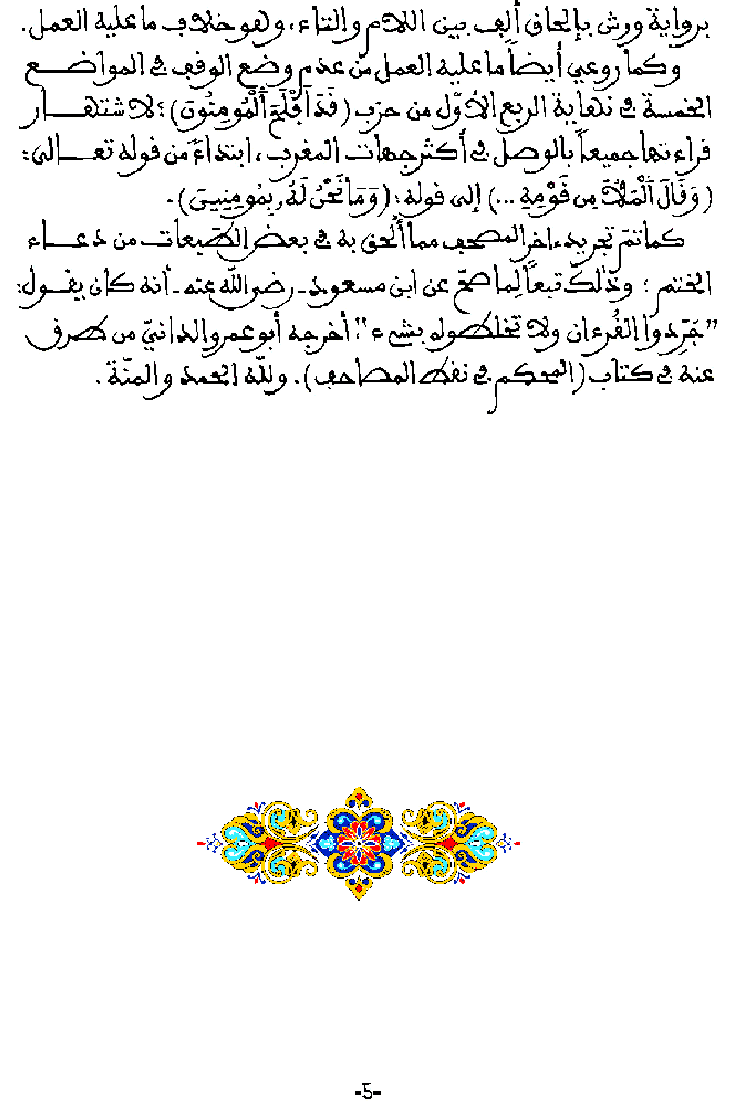 برواية ورش بإلحاق ألف بين اللام والتاء، وهو خلاف ما عليه العمل.
وكما روعي أيضاً ما عليه العمل من عدم وضع الوقف في المواضع
الخمسة في نهاية الربع الأول من حزب (قَدَ اَفْلَحَ اَلْمُومِنُونَ)؛ لاشتهار
قراءتها جميعاً بالوصل في أكثر جهات المغرب، ابتداءً من قوله تعالى:
(وَقَالَ اَلْمَلَأُ مِن قَوْمِهِ ...) إلى قوله: (وَمَا نَحْنُ لَهُ بِمُومِنِينَ).
كما تم تجريد ءاخر المصحف مما ألحق به في بعض الطبعات من دعاء
الختم؛ وذلك تبعاً لما صحّ عن ابن مسعود ـ رضي الله عنه ـ أنه كان يقول:
"جَرِّدوا القُرءان ولا تخلطوه بشيء"؛ أخرجه أبو عمرو الدانيّ من طرق
عنه في كتاب (المحكم في نقط المصاحف). ولله الحمد والمنّة.
-5-